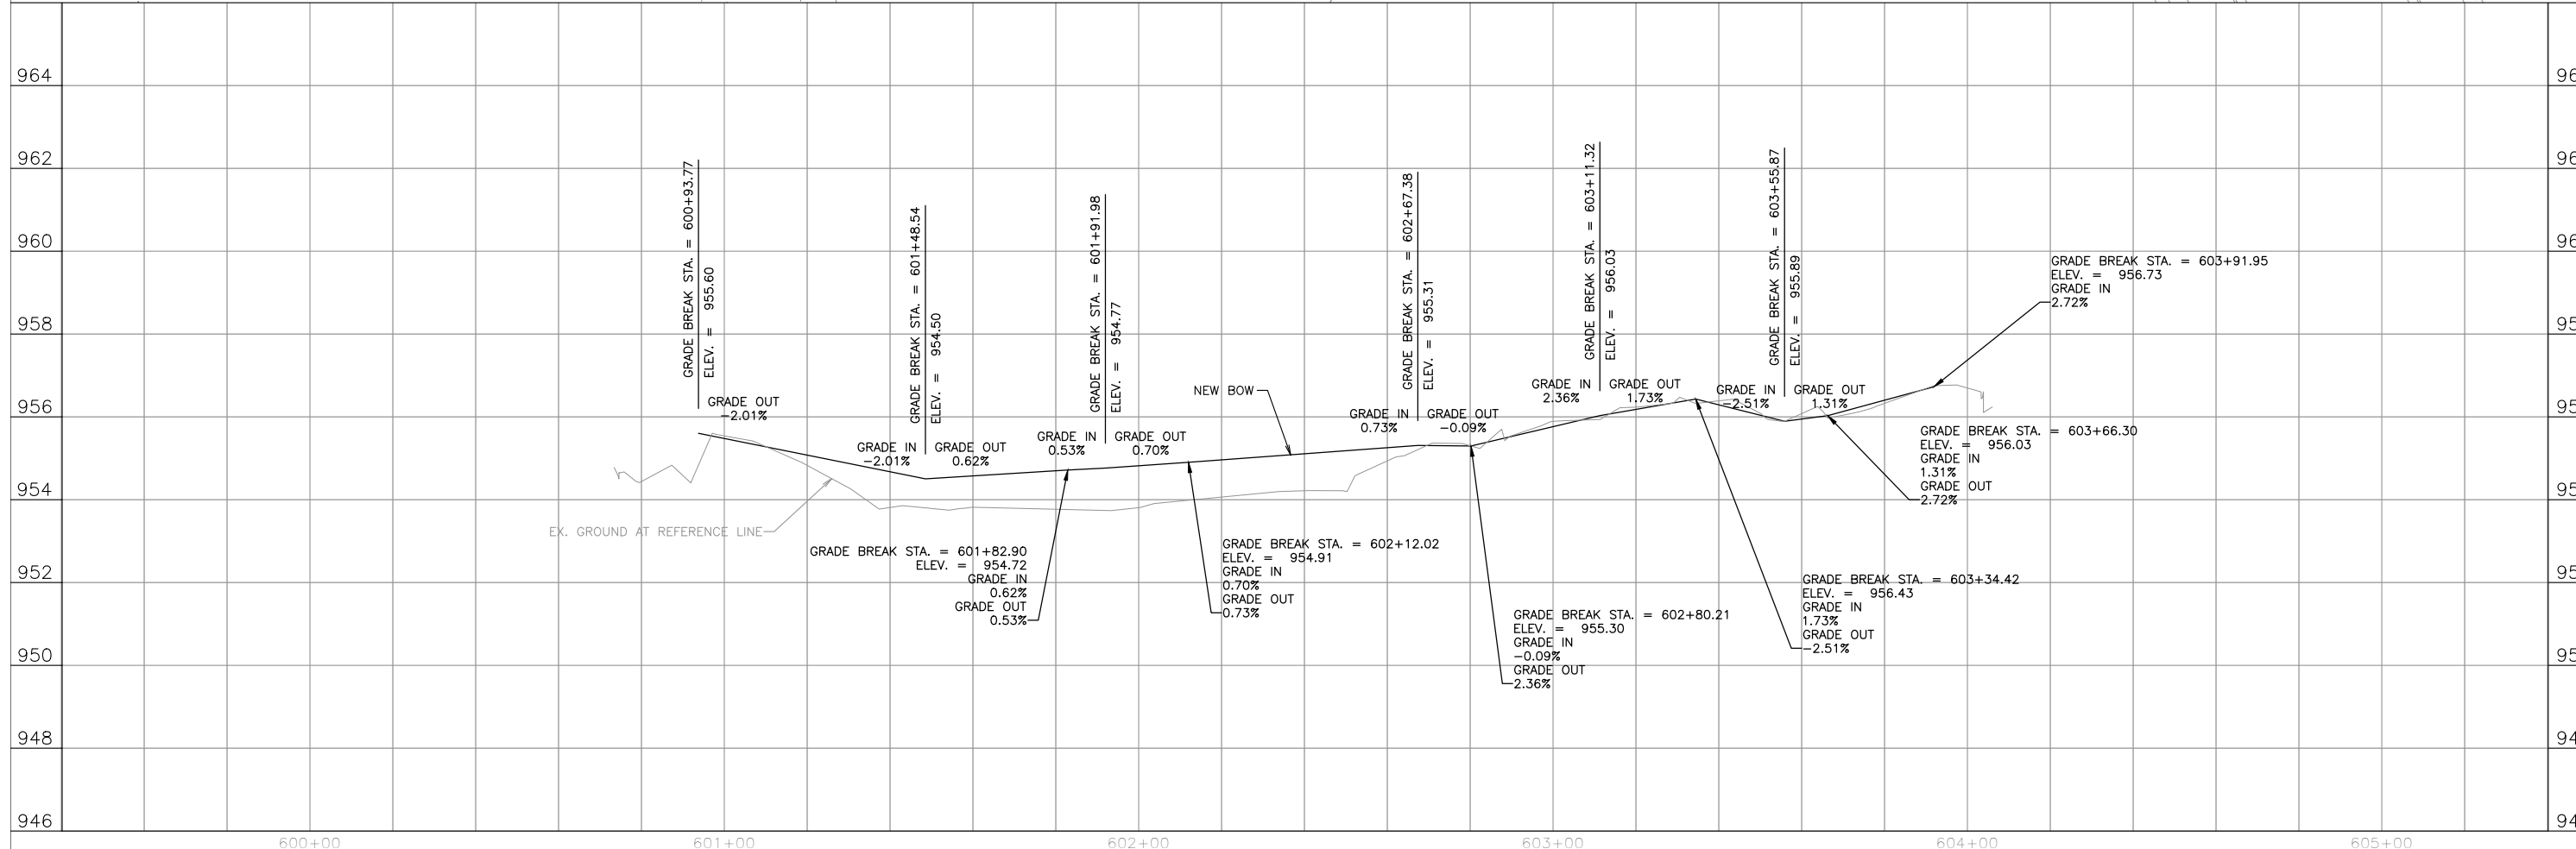 964
962
960
958
956
954
952
950
948
946
96
96
96
95
95
95
95
95
94
94
600+00
601+00
602+00
603+00
604+00
605+00
GRADE BREAK STA. = 600+93.77
ELEV. = 955.60
GRADE OUT
-2.01%
GRADE BREAK STA. = 601+48.54
ELEV. = 954.50
GRADE IN
-2.01%
GRADE OUT
0.62%
GRADE BREAK STA. = 601+91.98
ELEV. = 954.77
GRADE IN
0.53%
GRADE OUT
0.70%
NEW BOW
GRADE BREAK STA. = 602+67.38
ELEV. = 955.31
GRADE IN
0.73%
GRADE OUT
-0.09%
GRADE BREAK STA. = 603+11.32
ELEV. = 956.03
GRADE IN
2.36%
GRADE OUT
1.73%
GRADE BREAK STA. = 603+55.87
ELEV. = 955.89
GRADE IN
-2.51%
GRADE OUT
1.31%
GRADE BREAK STA. = 603+91.95
ELEV. = 956.73
GRADE IN
2.72%
GRADE BREAK STA. = 603+66.30
ELEV. = 956.03
GRADE IN
1.31%
GRADE OUT
2.72%
EX. GROUND AT REFERENCE LINE
GRADE BREAK STA. = 601+82.90
ELEV. = 954.72
GRADE IN
0.62%
GRADE OUT
0.53%
GRADE BREAK STA. = 602+12.02
ELEV. = 954.91
GRADE IN
0.70%
GRADE OUT
0.73%
GRADE BREAK STA. = 602+80.21
ELEV. = 955.30
GRADE IN
-0.09%
GRADE OUT
2.36%
GRADE BREAK STA. = 603+34.42
ELEV. = 956.43
GRADE IN
1.73%
GRADE OUT
-2.51%